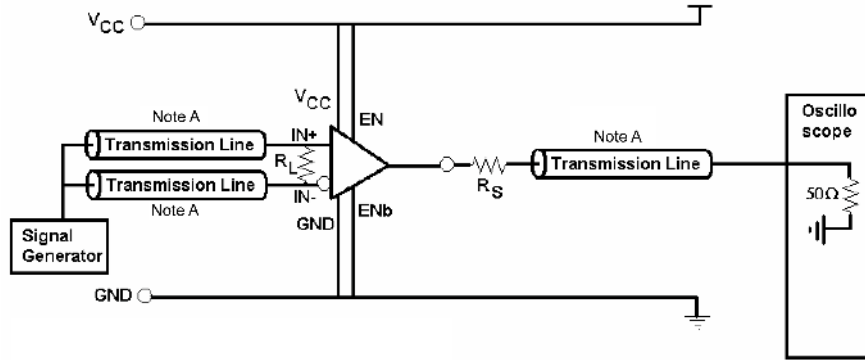 VCC
Note A
Transmission Line
Transmission Line
Note A
Signal
Generator
VCC
EN
IN+
RL
IN-
GND
ENb
RS
Note A
Transmission Line
Oscillo
scope
50Ω
GND